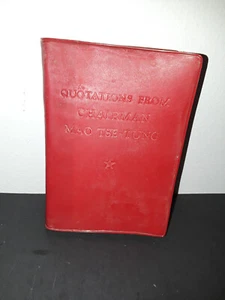 QUOTATIONS FROM
CHAIRMAN
MAO TSE-TUNG